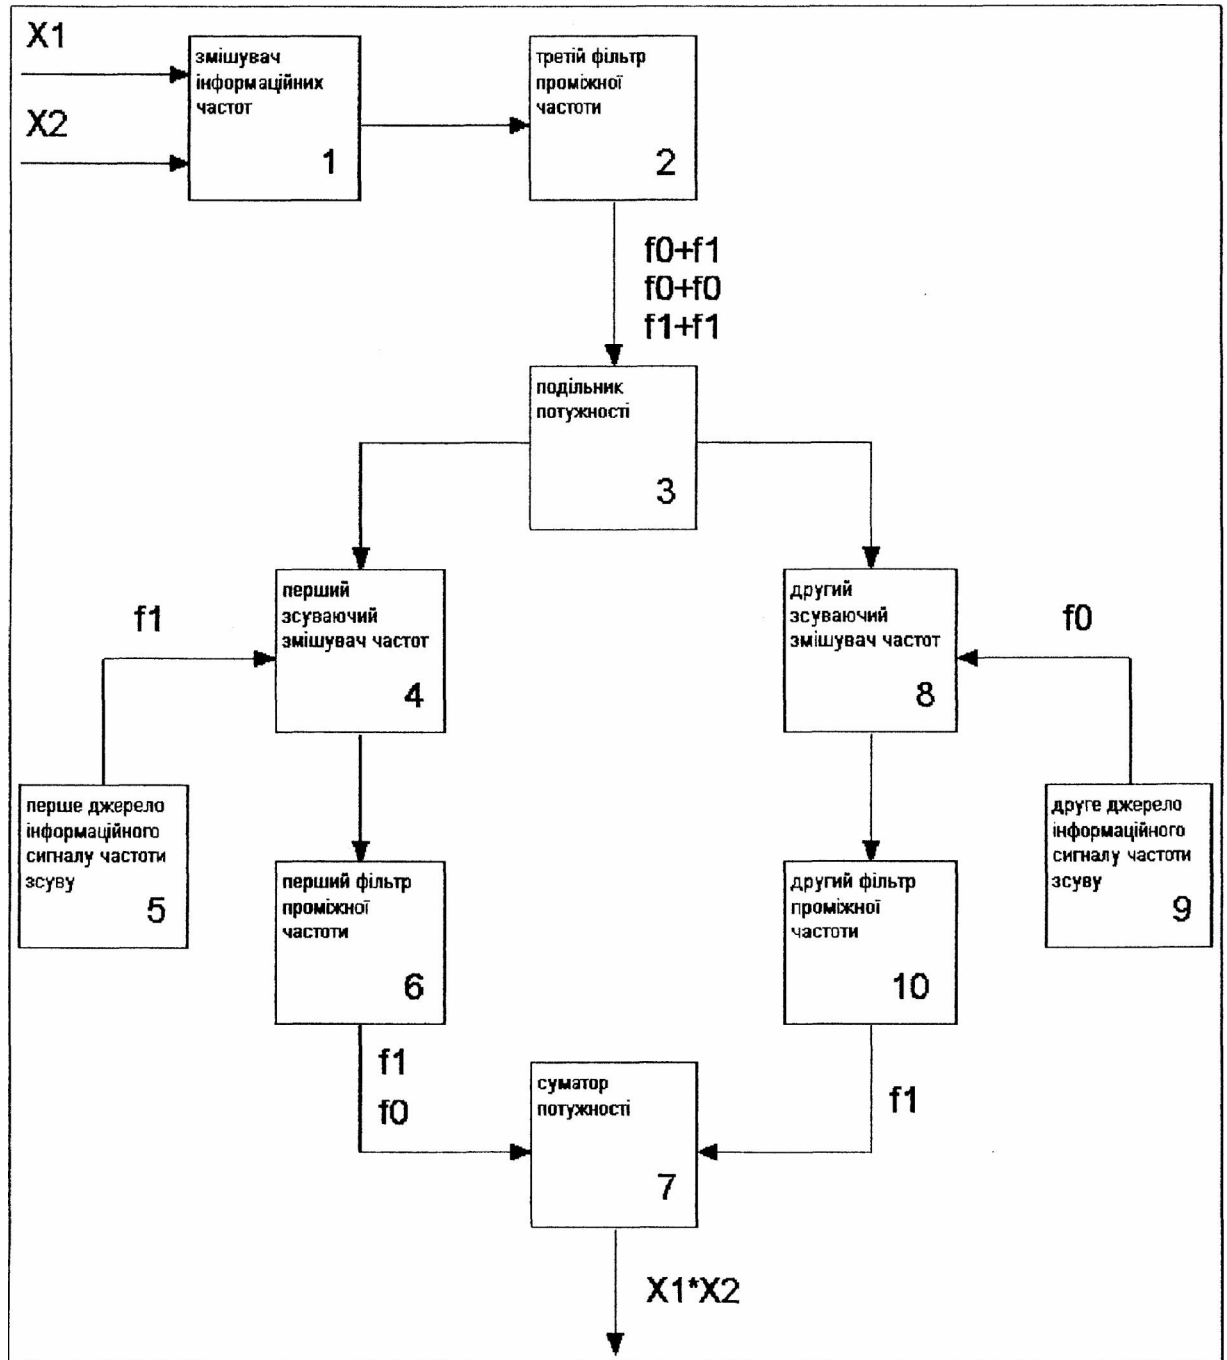 X1
X2
змішувач
інформаційних
частот
1
третій фільтр
проміжної
частоти
2
f0+f1
f0+f0
f1+f1
подільник
потужності
3
f1
перший
зсуваючий
змішувач частот
4
другий
зсуваючий
змішувач частот
8
f0
перше джерело
інформаційного
сигналу частоти
зсуву
5
перший фільтр
проміжної
частоти
6
другий фільтр
проміжної
частоти
10
друге джерело
інформаційного
сигналу частоти
зсуву
9
f1
f0
суматор
потужності
7
f1
X1*X2